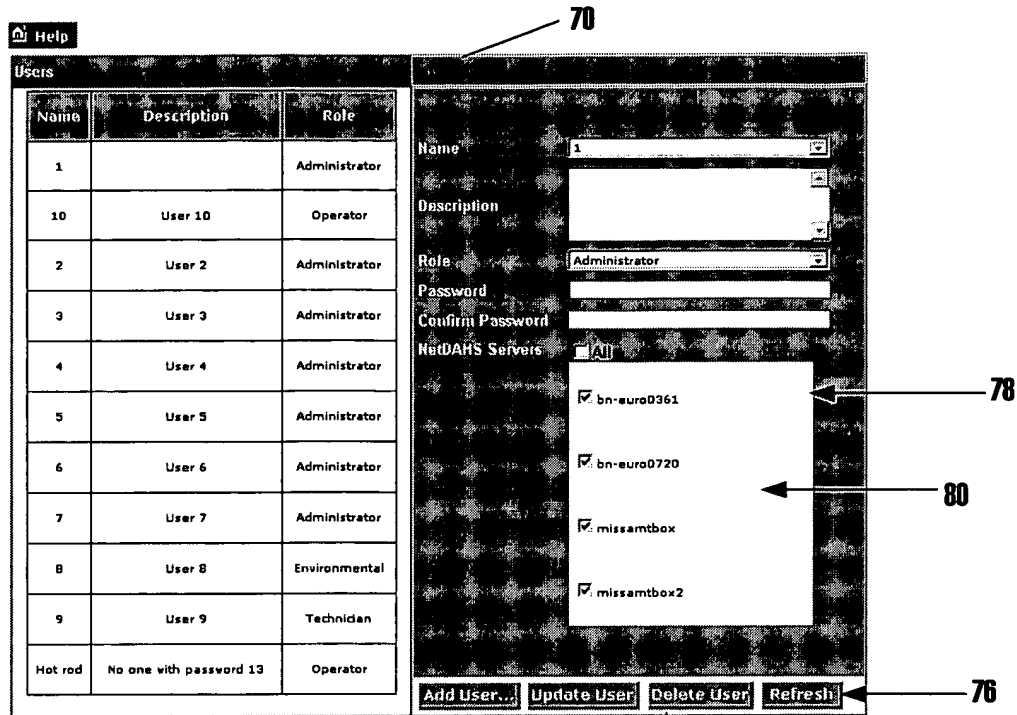 70
Help
Users
Name Description Role
1 Administrator
10 User 10 Operator
2 User 2 Administrator
3 User 3 Administrator
4 User 4 Administrator
5 User 5 Administrator
6 User 6 Administrator
7 User 7 Administrator
8 User 8 Environmental
9 User 9 Technician
Hot rod No one with password 13 Operator
Name 1
Description
Role Administrator
Password
Confirm Password
NetDAHS Servers All
bn-euro0361
78
bn-euro0720
80
missamtbox
missamtbox2
Add User... Update User Delete User Refresh
76